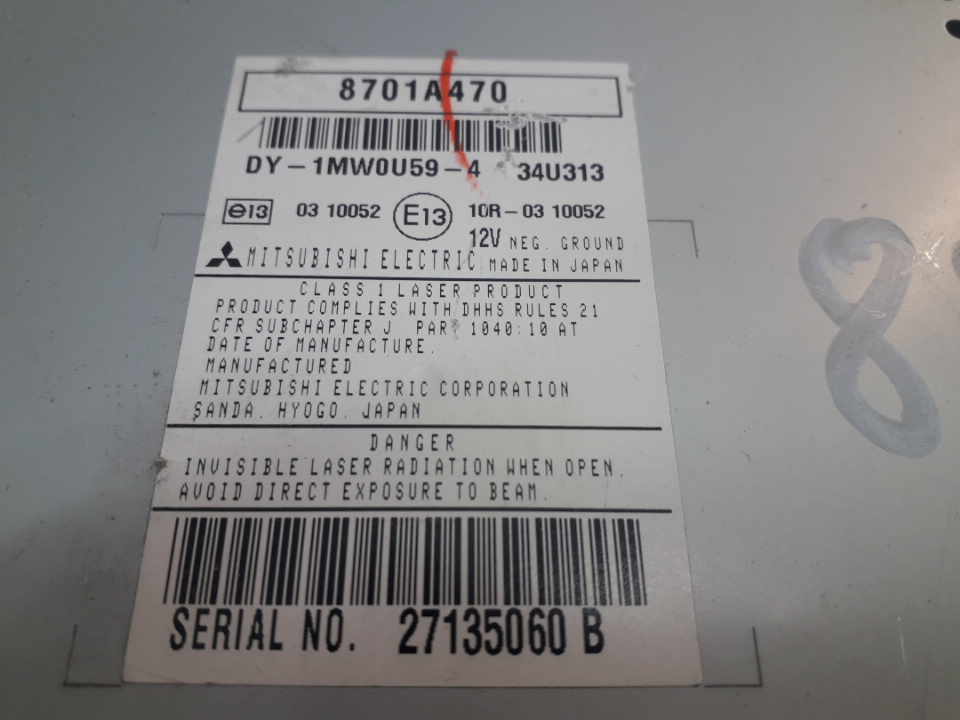 8701A470
DY-1MW0U59-4 34U313
e13 03 10052 E13 10R-03 10052
12V NEG. GROUND
MITSUBISHI ELECTRIC MADE IN JAPAN
CLASS 1 LASER PRODUCT
PRODUCT COMPLIES WITH DHHS RULES 21
CFR SUBCHAPTER J PART 1040:10 AT
DATE OF MANUFACTURE.
MANUFACTURED
MITSUBISHI ELECTRIC CORPORATION
SANDA. HYOGO. JAPAN
DANGER
INVISIBLE LASER RADIATION WHEN OPEN.
AVOID DIRECT EXPOSURE TO BEAM.
SERIAL NO. 27135060 B
8